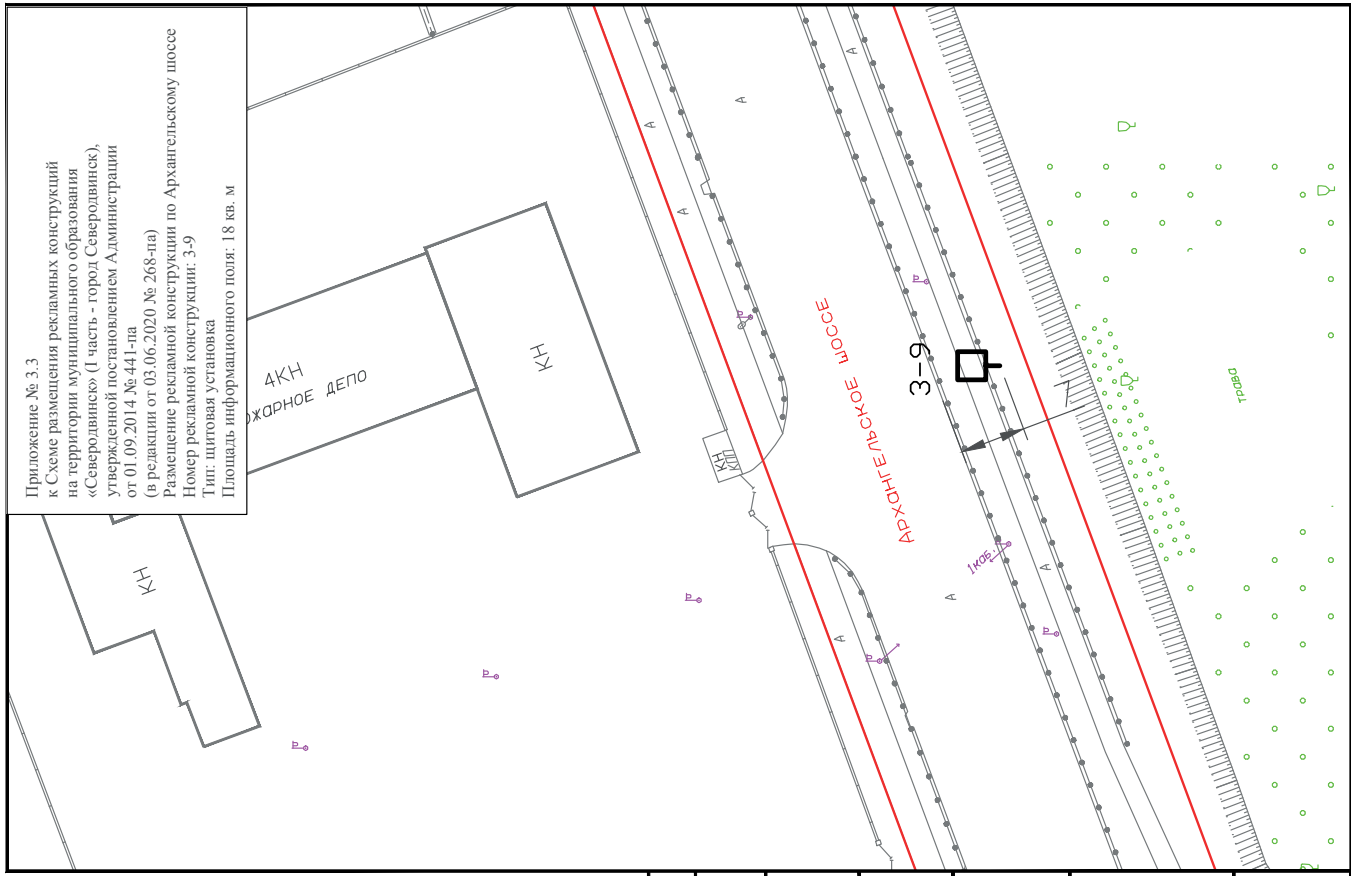 Приложение № 3.3
к Схеме размещения рекламных конструкций
на территории муниципального образования
«Северодвинск» (I часть - город Северодвинск),
утвержденной постановлением Администрации
от 01.09.2014 № 441-па
(в редакции от 03.06.2020 № 268-па)
Размещение рекламной конструкции по Архангельскому шоссе
Номер рекламной конструкции: 3-9
Тип: щитовая установка
Площадь информационного поля: 18 кв. м
4КН
ОЖАРНОЕ ДЕПО
КН
КН
КН
КПП
АРХАНГЕЛЬСКОЕ ШОССЕ
3-9
7
1каб.
трава
А
А
А
А
А
А
А